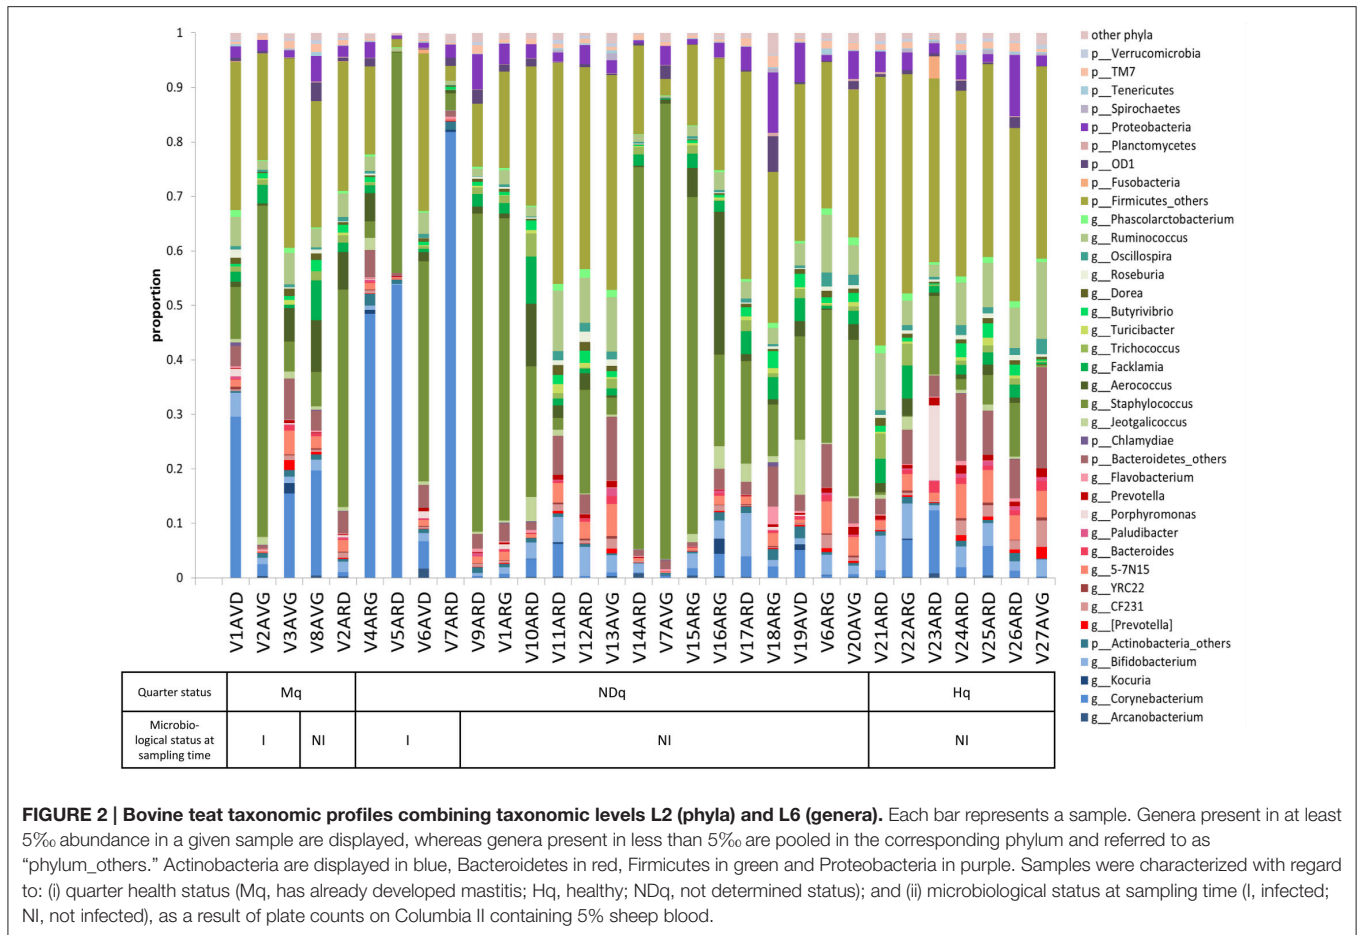 1
0.9
0.8
0.7
0.6
0.5
0.4
0.3
0.2
0.1
0
proportion
V1AVD
V2AVG
V3AVG
V8AVG
V2ARD
V4ARG
V5ARD
V6AVD
V7ARD
V9ARD
V1ARG
V10ARD
V11ARD
V12ARD
V13AVG
V14ARD
V7AVG
V15ARG
V16ARG
V17ARD
V18ARG
V19AVD
V6ARG
V20AVG
V21ARD
V22ARG
V23ARD
V24ARD
V25ARD
V26ARD
V27AVG
other phyla
p__Verrucomicrobia
p__TM7
p__Tenericutes
p__Spirochaetes
p__Proteobacteria
p__Planctomycetes
p__OD1
p__Fusobacteria
p__Firmicutes_others
g__Phascolarctobacterium
g__Ruminococcus
g__Oscillospira
g__Roseburia
g__Dorea
g__Butyrivibrio
g__Turicibacter
g__Trichococcus
g__Facklamia
g__Aerococcus
g__Staphylococcus
g__Jeotgalicoccus
p__Chlamydiae
p__Bacteroidetes_others
g__Flavobacterium
g__Prevotella
g__Porphyromonas
g__Paludibacter
g__Bacteroides
g__5-7N15
g__YRC22
g__CF231
g__[Prevotella]
p__Actinobacteria_others
g__Bifidobacterium
g__Kocuria
g__Corynebacterium
g__Arcanobacterium
Quarter status
Mq
NDq
Hq
Microbio-
logical status at
sampling time
I
NI
I
NI
NI
FIGURE 2 | Bovine teat taxonomic profiles combining taxonomic levels L2 (phyla) and L6 (genera). Each bar represents a sample. Genera present in at least
5‰ abundance in a given sample are displayed, whereas genera present in less than 5‰ are pooled in the corresponding phylum and referred to as
“phylum_others.” Actinobacteria are displayed in blue, Bacteroidetes in red, Firmicutes in green and Proteobacteria in purple. Samples were characterized with regard
to: (i) quarter health status (Mq, has already developed mastitis; Hq, healthy; NDq, not determined status); and (ii) microbiological status at sampling time (I, infected;
NI, not infected), as a result of plate counts on Columbia II containing 5% sheep blood.